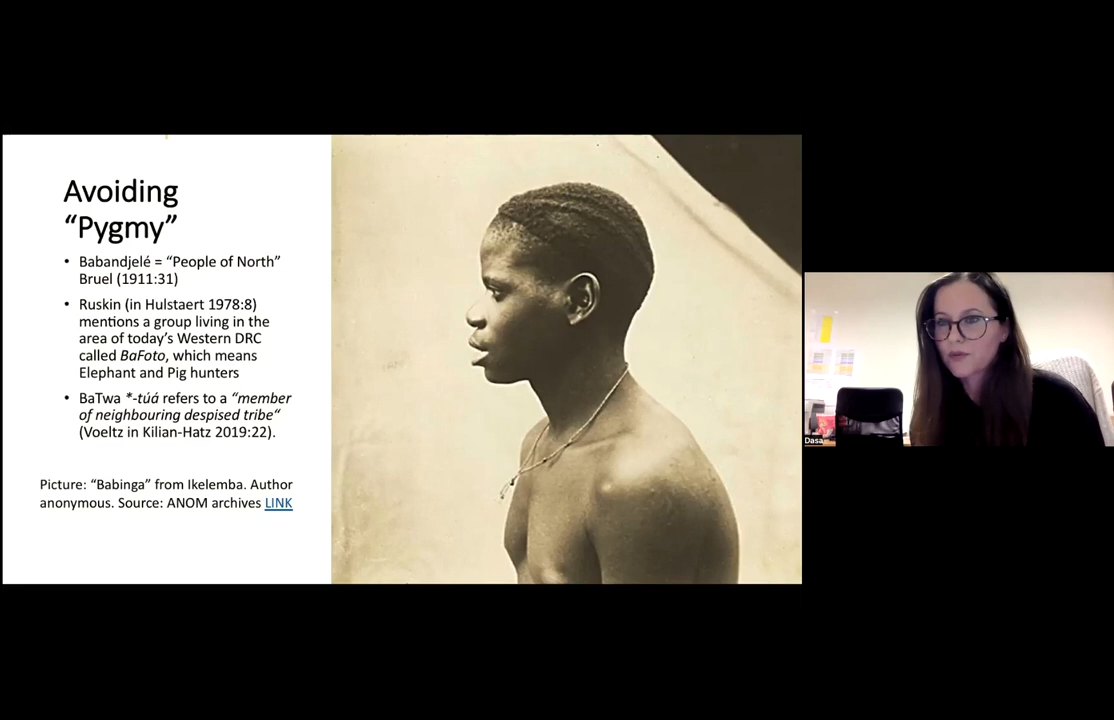 Avoiding
“Pygmy”
• Babandjelé = “People of North”
Bruel (1911:31)
• Ruskin (in Hulstaert 1978:8)
mentions a group living in the
area of today’s Western DRC
called BaFoto, which means
Elephant and Pig hunters
• BaTwa *-túá refers to a “member
of neighbouring despised tribe“
(Voeltz in Kilian-Hatz 2019:22).
Picture: “Babinga” from Ikelemba. Author
anonymous. Source: ANOM archives LINK
Dasa